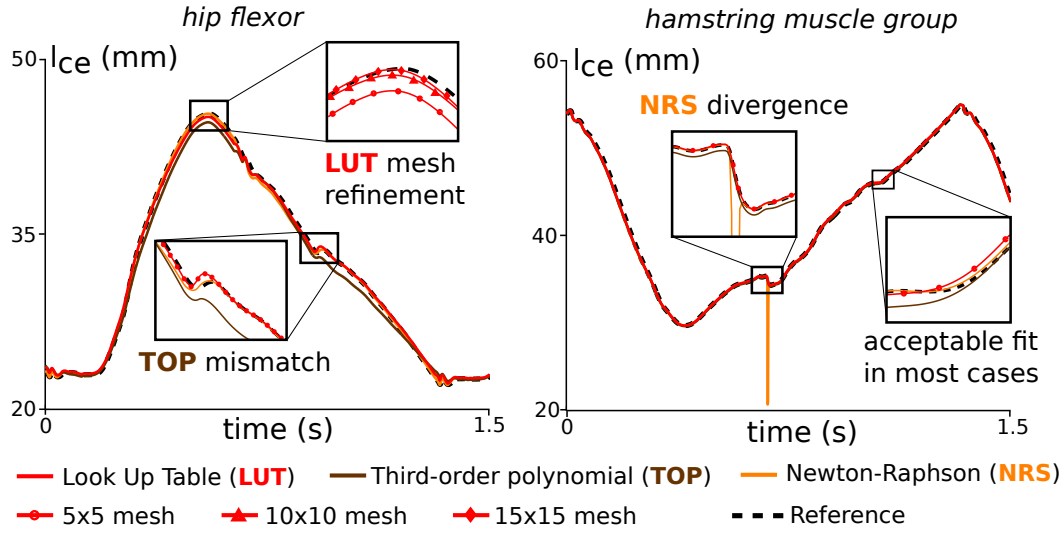 hip flexor
hamstring muscle group
50
lce (mm)
LUT mesh
refinement
35
TOP mismatch
20
0
time (s)
1.5
60
lce (mm)
NRS divergence
40
acceptable fit
in most cases
20
0
time (s)
1.5
Look Up Table (LUT)
Third-order polynomial (TOP)
Newton-Raphson (NRS)
5x5 mesh
10x10 mesh
15x15 mesh
Reference